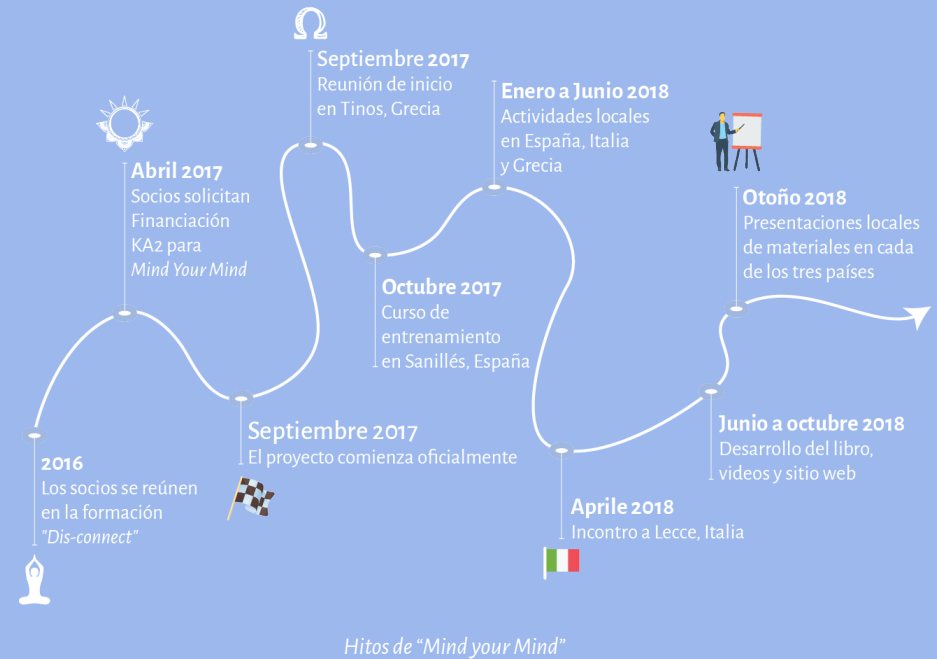 2016
Los socios se reúnen
en la formación
"Dis-connect"
Abril 2017
Socios solicitan
Financiación
KA2 para
Mind Your Mind
Septiembre 2017
El proyecto comienza oficialmente
Septiembre 2017
Reunión de inicio
en Tinos, Grecia
Octubre 2017
Curso de
entrenamiento
en Sanillés, España
Enero a Junio 2018
Actividades locales
en España, Italia
y Grecia
Aprile 2018
Incontro a Lecce, Italia
Junio a octubre 2018
Desarrollo del libro,
videos y sitio web
Otoño 2018
Presentaciones locales
de materiales en cada
de los tres países
Hitos de “Mind your Mind”